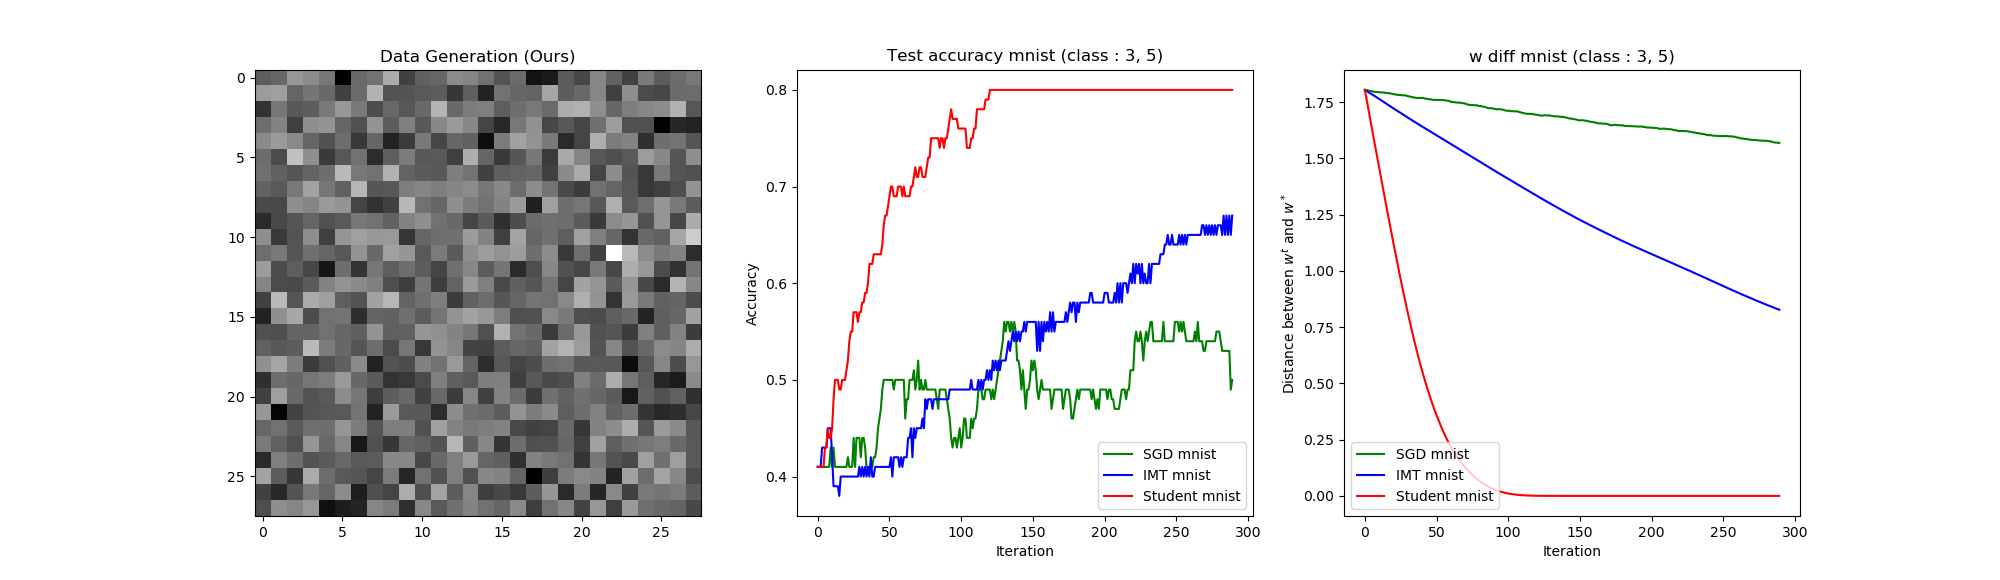 Data Generation (Ours)
0
5
10
15
20
25
0 5 10 15 20 25
Test accuracy mnist (class : 3, 5)
Accuracy
0.8
0.7
0.6
0.5
0.4
SGD mnist
IMT mnist
Student mnist
0 50 100 150 200 250 300
Iteration
w diff mnist (class : 3, 5)
Distance between w^t and w^*
1.75
1.50
1.25
1.00
0.75
0.50
0.25
0.00
SGD mnist
IMT mnist
Student mnist
0 50 100 150 200 250 300
Iteration